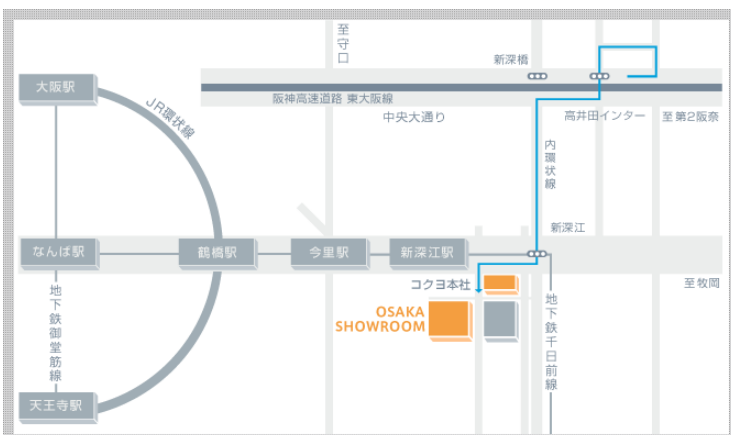 至守口
新深橋
大阪駅
JR環状線
阪神高速道路 東大阪線
中央大通り
高井田インター
至第2阪奈
内環状線
新深江
なんば駅
鶴橋駅
今里駅
新深江駅
至牧岡
コクヨ本社
地下鉄御堂筋線
OSAKA
SHOWROOM
地下鉄千日前線
天王寺駅